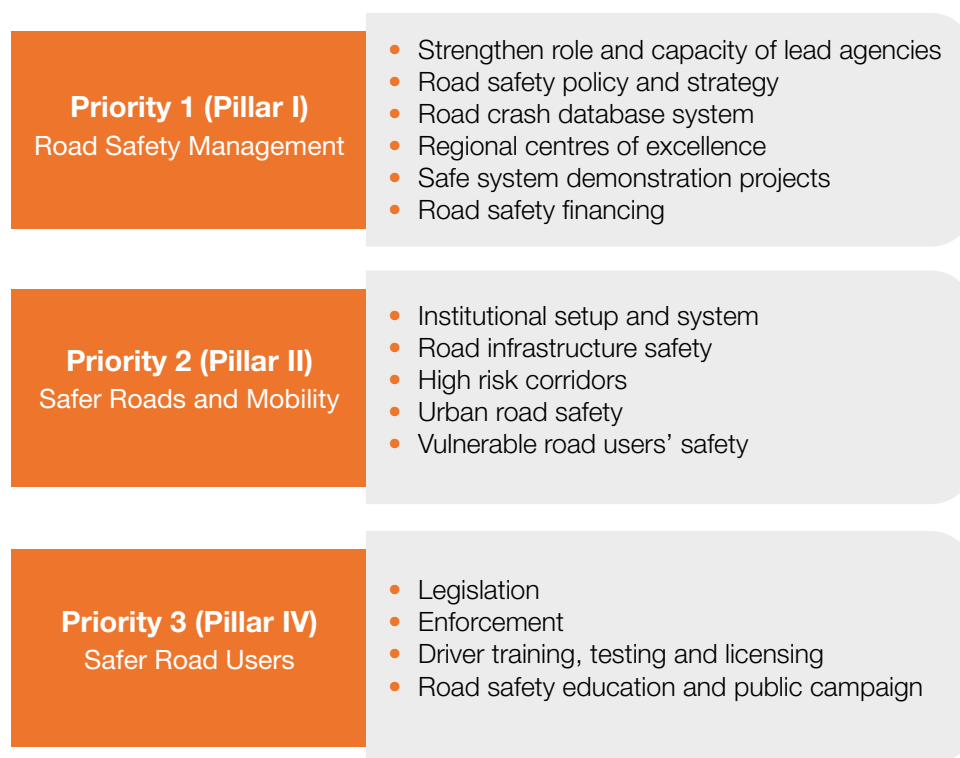 Priority 1 (Pillar I)
Road Safety Management
• Strengthen role and capacity of lead agencies
• Road safety policy and strategy
• Road crash database system
• Regional centres of excellence
• Safe system demonstration projects
• Road safety financing
Priority 2 (Pillar II)
Safer Roads and Mobility
• Institutional setup and system
• Road infrastructure safety
• High risk corridors
• Urban road safety
• Vulnerable road users’ safety
Priority 3 (Pillar IV)
Safer Road Users
• Legislation
• Enforcement
• Driver training, testing and licensing
• Road safety education and public campaign